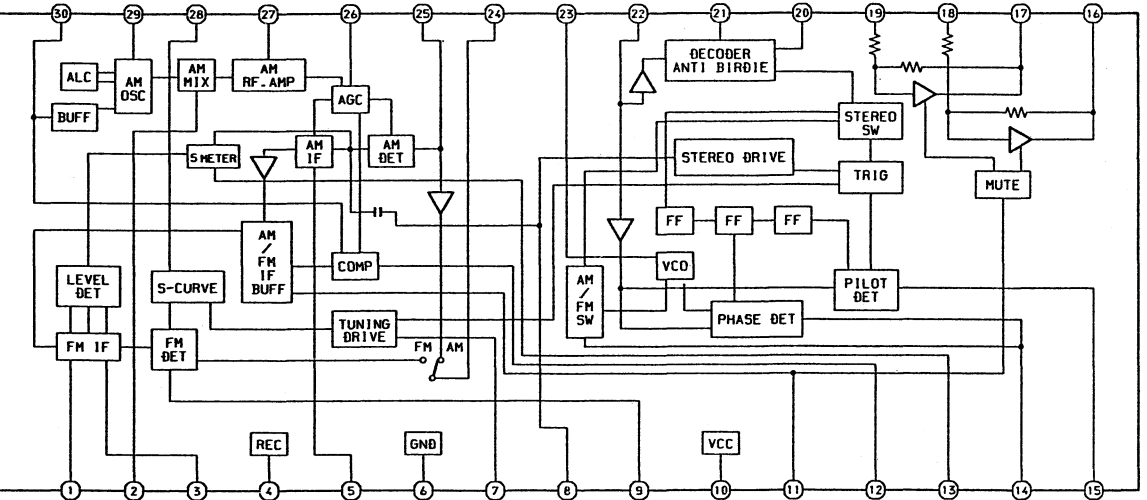 30 29 28 27 26 25 24 23 22 21 20 19 18 17 16
ALC
AM
OSC
AM
MIX
AM
RF.AMP
DECODER
ANTI BIRDIE
BUFF
AGC
STEREO
SW
S METER
AM
IF
AM
DET
STEREO DRIVE
TRIG
MUTE
AM
/
FM
IF
BUFF
FF
FF
FF
LEVEL
DET
S-CURVE
COMP
AM
/
FM
SW
VCO
PILOT
DET
PHASE DET
FM IF
FM
DET
TUNING
DRIVE
FM AM
REC
GND
VCC
1 2 3 4 5 6 7 8 9 10 11 12 13 14 15